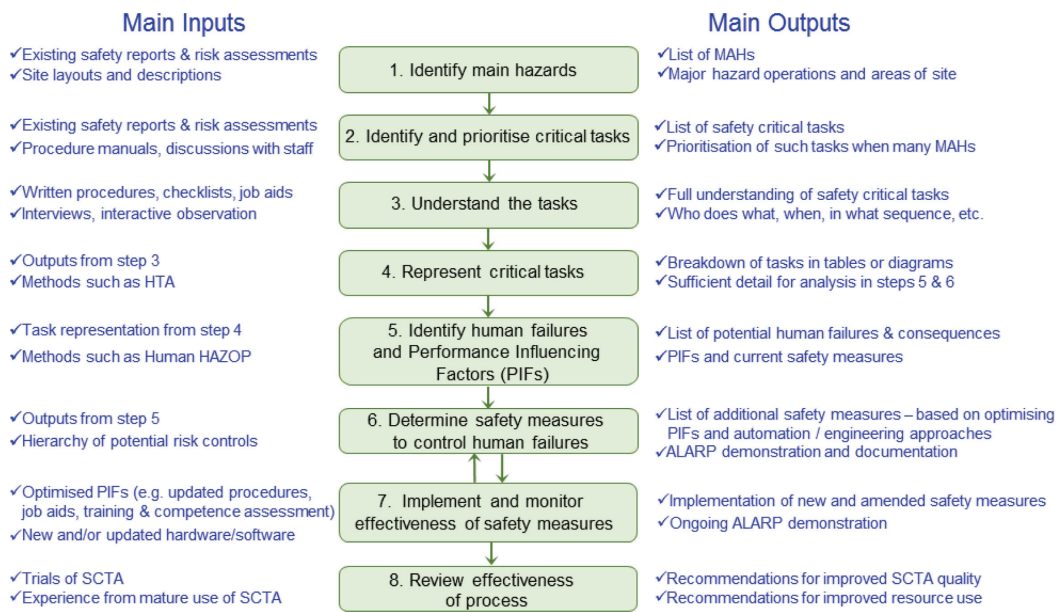 Main Inputs
Main Outputs
✓Existing safety reports & risk assessments
✓Site layouts and descriptions
1. Identify main hazards
✓List of MAHs
✓Major hazard operations and areas of site
✓Existing safety reports & risk assessments
✓Procedure manuals, discussions with staff
2. Identify and prioritise critical tasks
✓List of safety critical tasks
✓Prioritisation of such tasks when many MAHs
✓Written procedures, checklists, job aids
✓Interviews, interactive observation
3. Understand the tasks
✓Full understanding of safety critical tasks
✓Who does what, when, in what sequence, etc.
✓Outputs from step 3
✓Methods such as HTA
4. Represent critical tasks
✓Breakdown of tasks in tables or diagrams
✓Sufficient detail for analysis in steps 5 & 6
✓Task representation from step 4
✓Methods such as Human HAZOP
5. Identify human failures
and Performance Influencing
Factors (PIFs)
✓List of potential human failures & consequences
✓PIFs and current safety measures
✓Outputs from step 5
✓Hierarchy of potential risk controls
6. Determine safety measures
to control human failures
✓List of additional safety measures – based on optimising
PIFs and automation / engineering approaches
✓ALARP demonstration and documentation
✓Optimised PIFs (e.g. updated procedures,
job aids, training & competence assessment)
✓New and/or updated hardware/software
7. Implement and monitor
effectiveness of safety measures
✓Implementation of new and amended safety measures
✓Ongoing ALARP demonstration
✓Trials of SCTA
✓Experience from mature use of SCTA
8. Review effectiveness
of process
✓Recommendations for improved SCTA quality
✓Recommendations for improved resource use